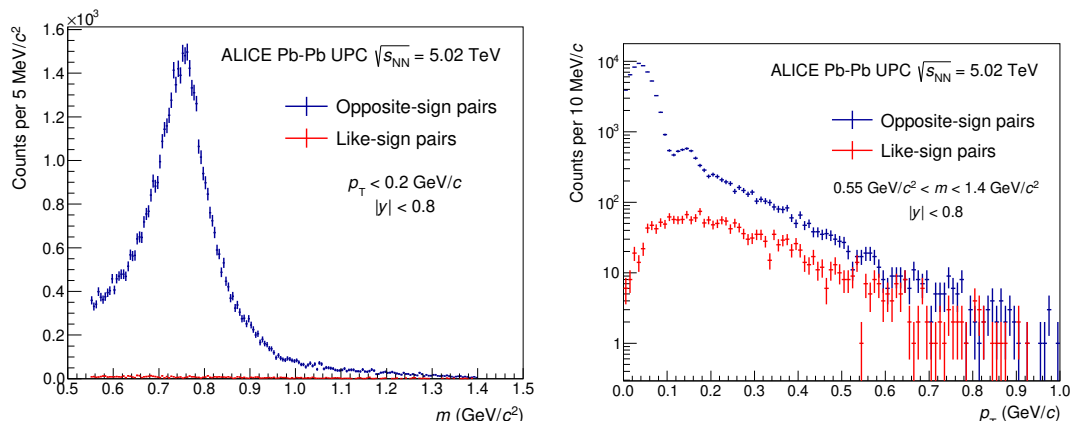 ×10³
Counts per 5 MeV/c²
1.6
1.4
1.2
1.0
0.8
0.6
0.4
0.2
0.0
ALICE Pb-Pb UPC √sNN = 5.02 TeV
Opposite-sign pairs
Like-sign pairs
pT < 0.2 GeV/c
|y| < 0.8
0.5 0.6 0.7 0.8 0.9 1.0 1.1 1.2 1.3 1.4 1.5
m (GeV/c²)
Counts per 10 MeV/c
10⁴
10³
10²
10
1
ALICE Pb-Pb UPC √sNN = 5.02 TeV
Opposite-sign pairs
Like-sign pairs
0.55 GeV/c² < m < 1.4 GeV/c²
|y| < 0.8
0.0 0.1 0.2 0.3 0.4 0.5 0.6 0.7 0.8 0.9 1.0
pT (GeV/c)